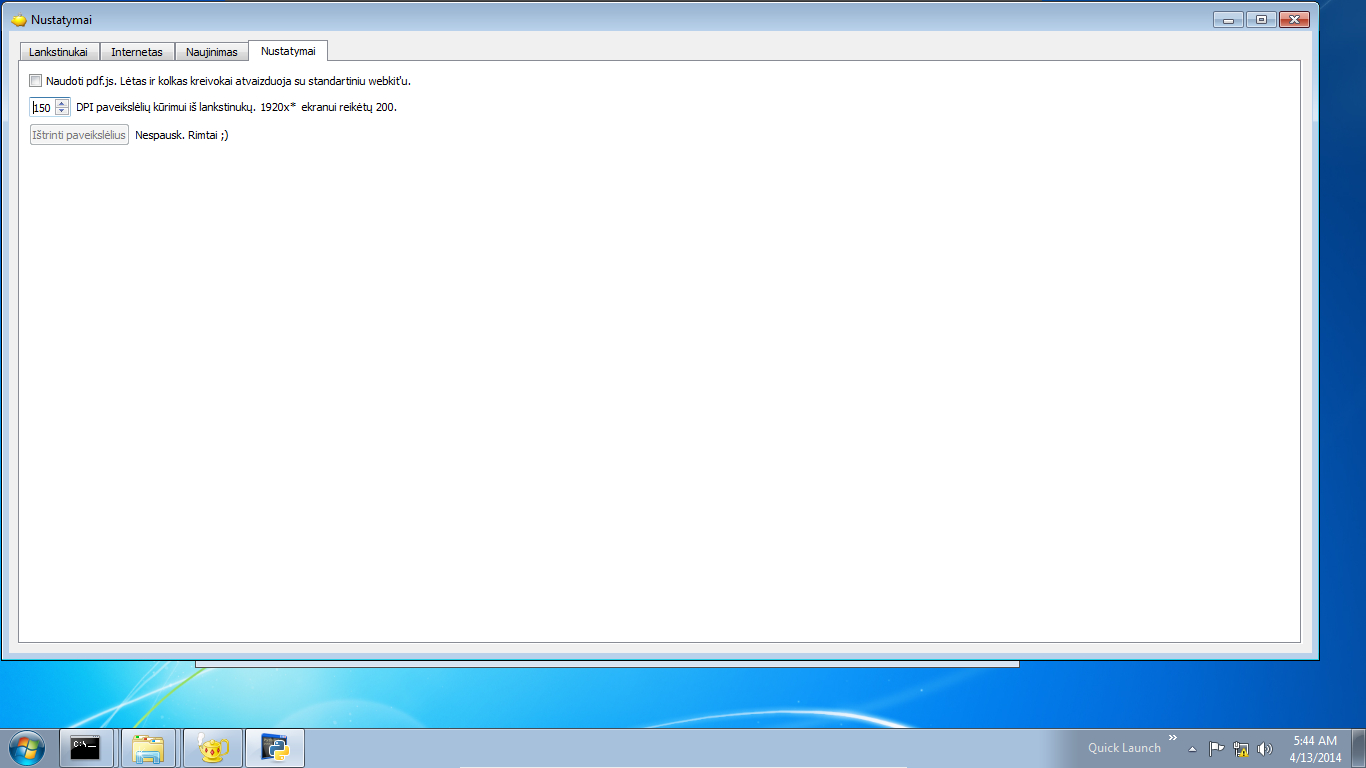 Nustatymai
Lankstinukai Internetas Naujinimas Nustatymai
Naudoti pdf.js. Lėtas ir kolkas kreivokai atvaizduoja su standartiniu webkit'u.
150 DPI paveikslėlių kūrimui iš lankstinukų. 1920x* ekranui reikėtų 200.
Ištrinti paveikslėlius Nespausk. Rimtai ;)
C:\_
Quick Launch
5:44 AM
4/13/2014